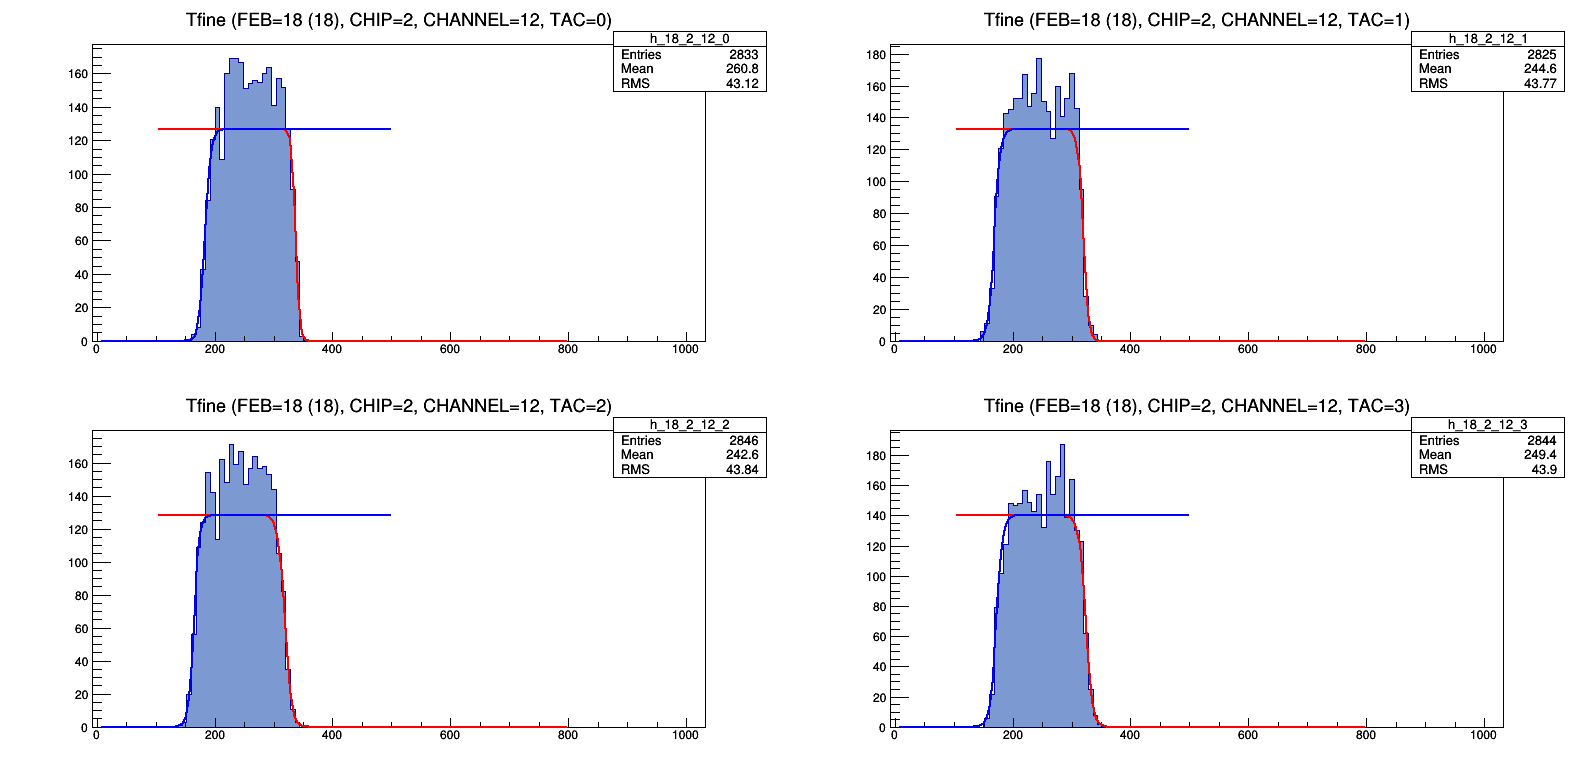 Tfine (FEB=18 (18), CHIP=2, CHANNEL=12, TAC=0)
h_18_2_12_0
Entries 2833
Mean 260.8
RMS 43.12
160
140
120
100
80
60
40
20
0
0 200 400 600 800 1000
Tfine (FEB=18 (18), CHIP=2, CHANNEL=12, TAC=1)
h_18_2_12_1
Entries 2825
Mean 244.6
RMS 43.77
180
160
140
120
100
80
60
40
20
0
0 200 400 600 800 1000
Tfine (FEB=18 (18), CHIP=2, CHANNEL=12, TAC=2)
h_18_2_12_2
Entries 2846
Mean 242.6
RMS 43.84
160
140
120
100
80
60
40
20
0
0 200 400 600 800 1000
Tfine (FEB=18 (18), CHIP=2, CHANNEL=12, TAC=3)
h_18_2_12_3
Entries 2844
Mean 249.4
RMS 43.9
180
160
140
120
100
80
60
40
20
0
0 200 400 600 800 1000